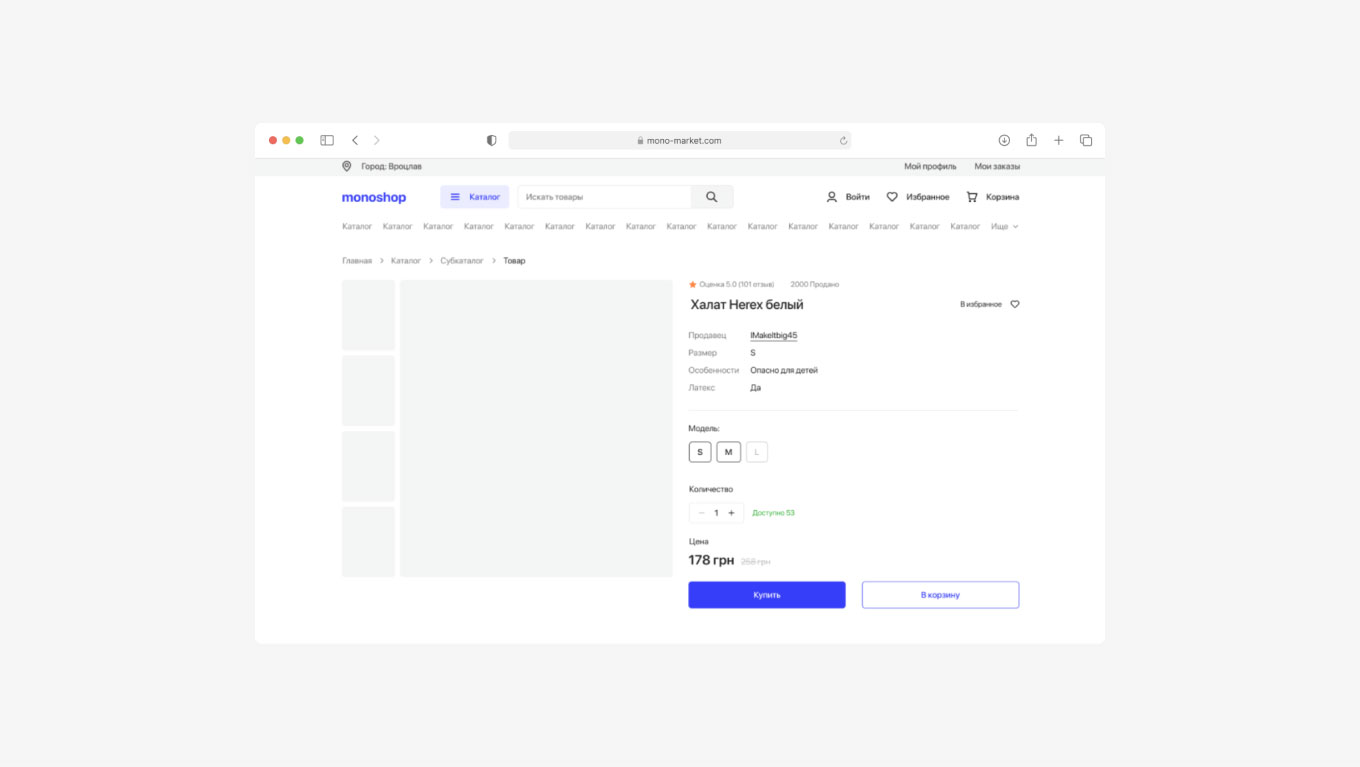 mono-market.com
Город: Вроцлав Мой профиль Мои заказы
monoshop Каталог Искать товары Войти Избранное Корзина
Каталог Каталог Каталог Каталог Каталог Каталог Каталог Каталог Каталог Каталог Каталог Каталог Каталог Каталог Каталог Каталог Ище
Главная Каталог Субкаталог Товар
Оценка 5.0 (101 отзыв) 2000 Продано
Халат Herex белый В избранное
Продавец IMakeItbig45
Размер S
Особенности Опасно для детей
Латекс Да
Модель:
S M L
Количество
− 1 + Доступно 53
Цена
178 грн 258 грн
Купить В корзину